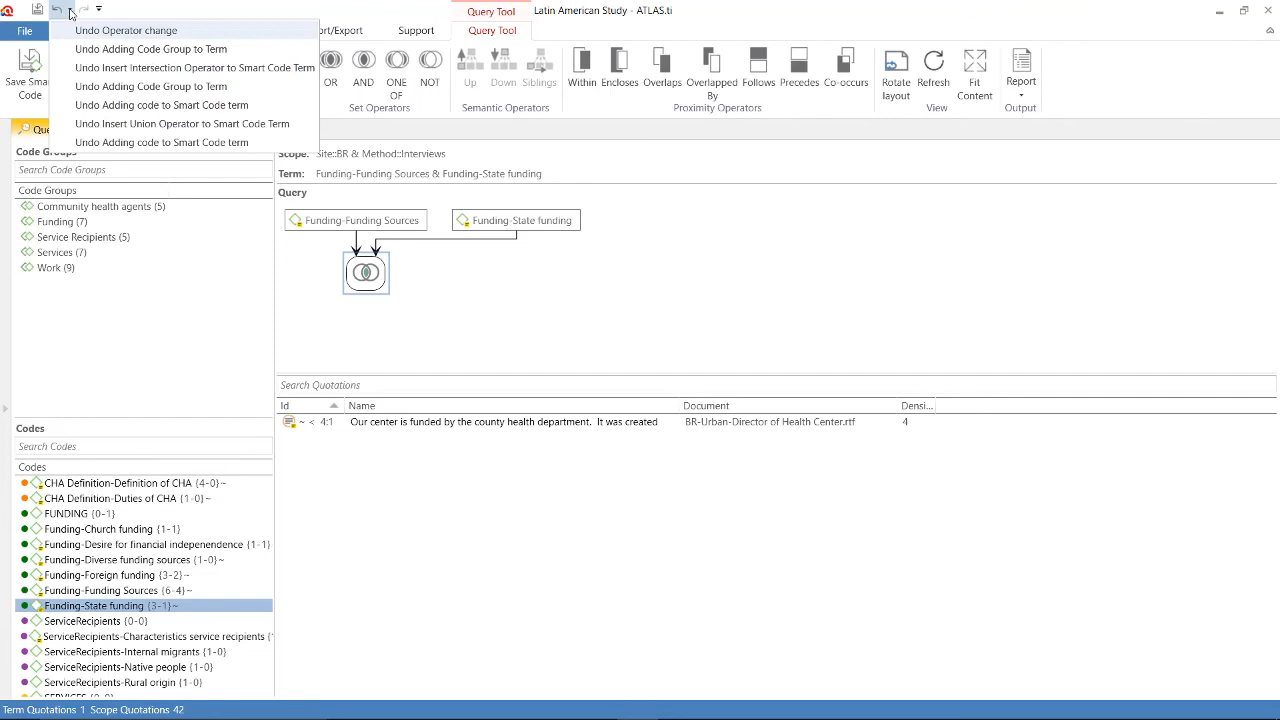 Query Tool
Latin American Study - ATLAS.ti
File
ort/Export
Support
Query Tool
Undo Operator change
Undo Adding Code Group to Term
Undo Insert Intersection Operator to Smart Code Term
Undo Adding Code Group to Term
Undo Adding code to Smart Code term
Undo Insert Union Operator to Smart Code Term
Undo Adding code to Smart Code term
Save Smar
Code
OR
AND
ONE
OF
NOT
Set Operators
Up
Down
Siblings
Semantic Operators
Within
Encloses
Overlaps
Overlapped
By
Follows
Precedes
Co-occurs
Proximity Operators
Rotate
layout
Refresh
Fit
Content
View
Report
Output
Que
Code Groups
Search Code Groups
Code Groups
Community health agents (5)
Funding (7)
Service Recipients (5)
Services (7)
Work (9)
Codes
Search Codes
Codes
CHA Definition-Definition of CHA {4-0}~
CHA Definition-Duties of CHA {1-0}~
FUNDING {0-1}
Funding-Church funding {1-1}
Funding-Desire for financial indepenendence {1-1}
Funding-Diverse funding sources {1-0}~
Funding-Foreign funding {3-2}~
Funding-Funding Sources {6-4}~
Funding-State funding {3-1}~
ServiceRecipients {0-0}
ServiceRecipients-Characteristics service recipients {
ServiceRecipients-Internal migrants {1-0}
ServiceRecipients-Native people {1-0}
ServiceRecipients-Rural origin {1-0}
Scope: Site::BR & Method::Interviews
Term: Funding-Funding Sources & Funding-State funding
Query
Funding-Funding Sources
Funding-State funding
Search Quotations
Id Name Document Densi...
~ < 4:1 Our center is funded by the county health department. It was created BR-Urban-Director of Health Center.rtf 4
Term Quotations 1 Scope Quotations 42